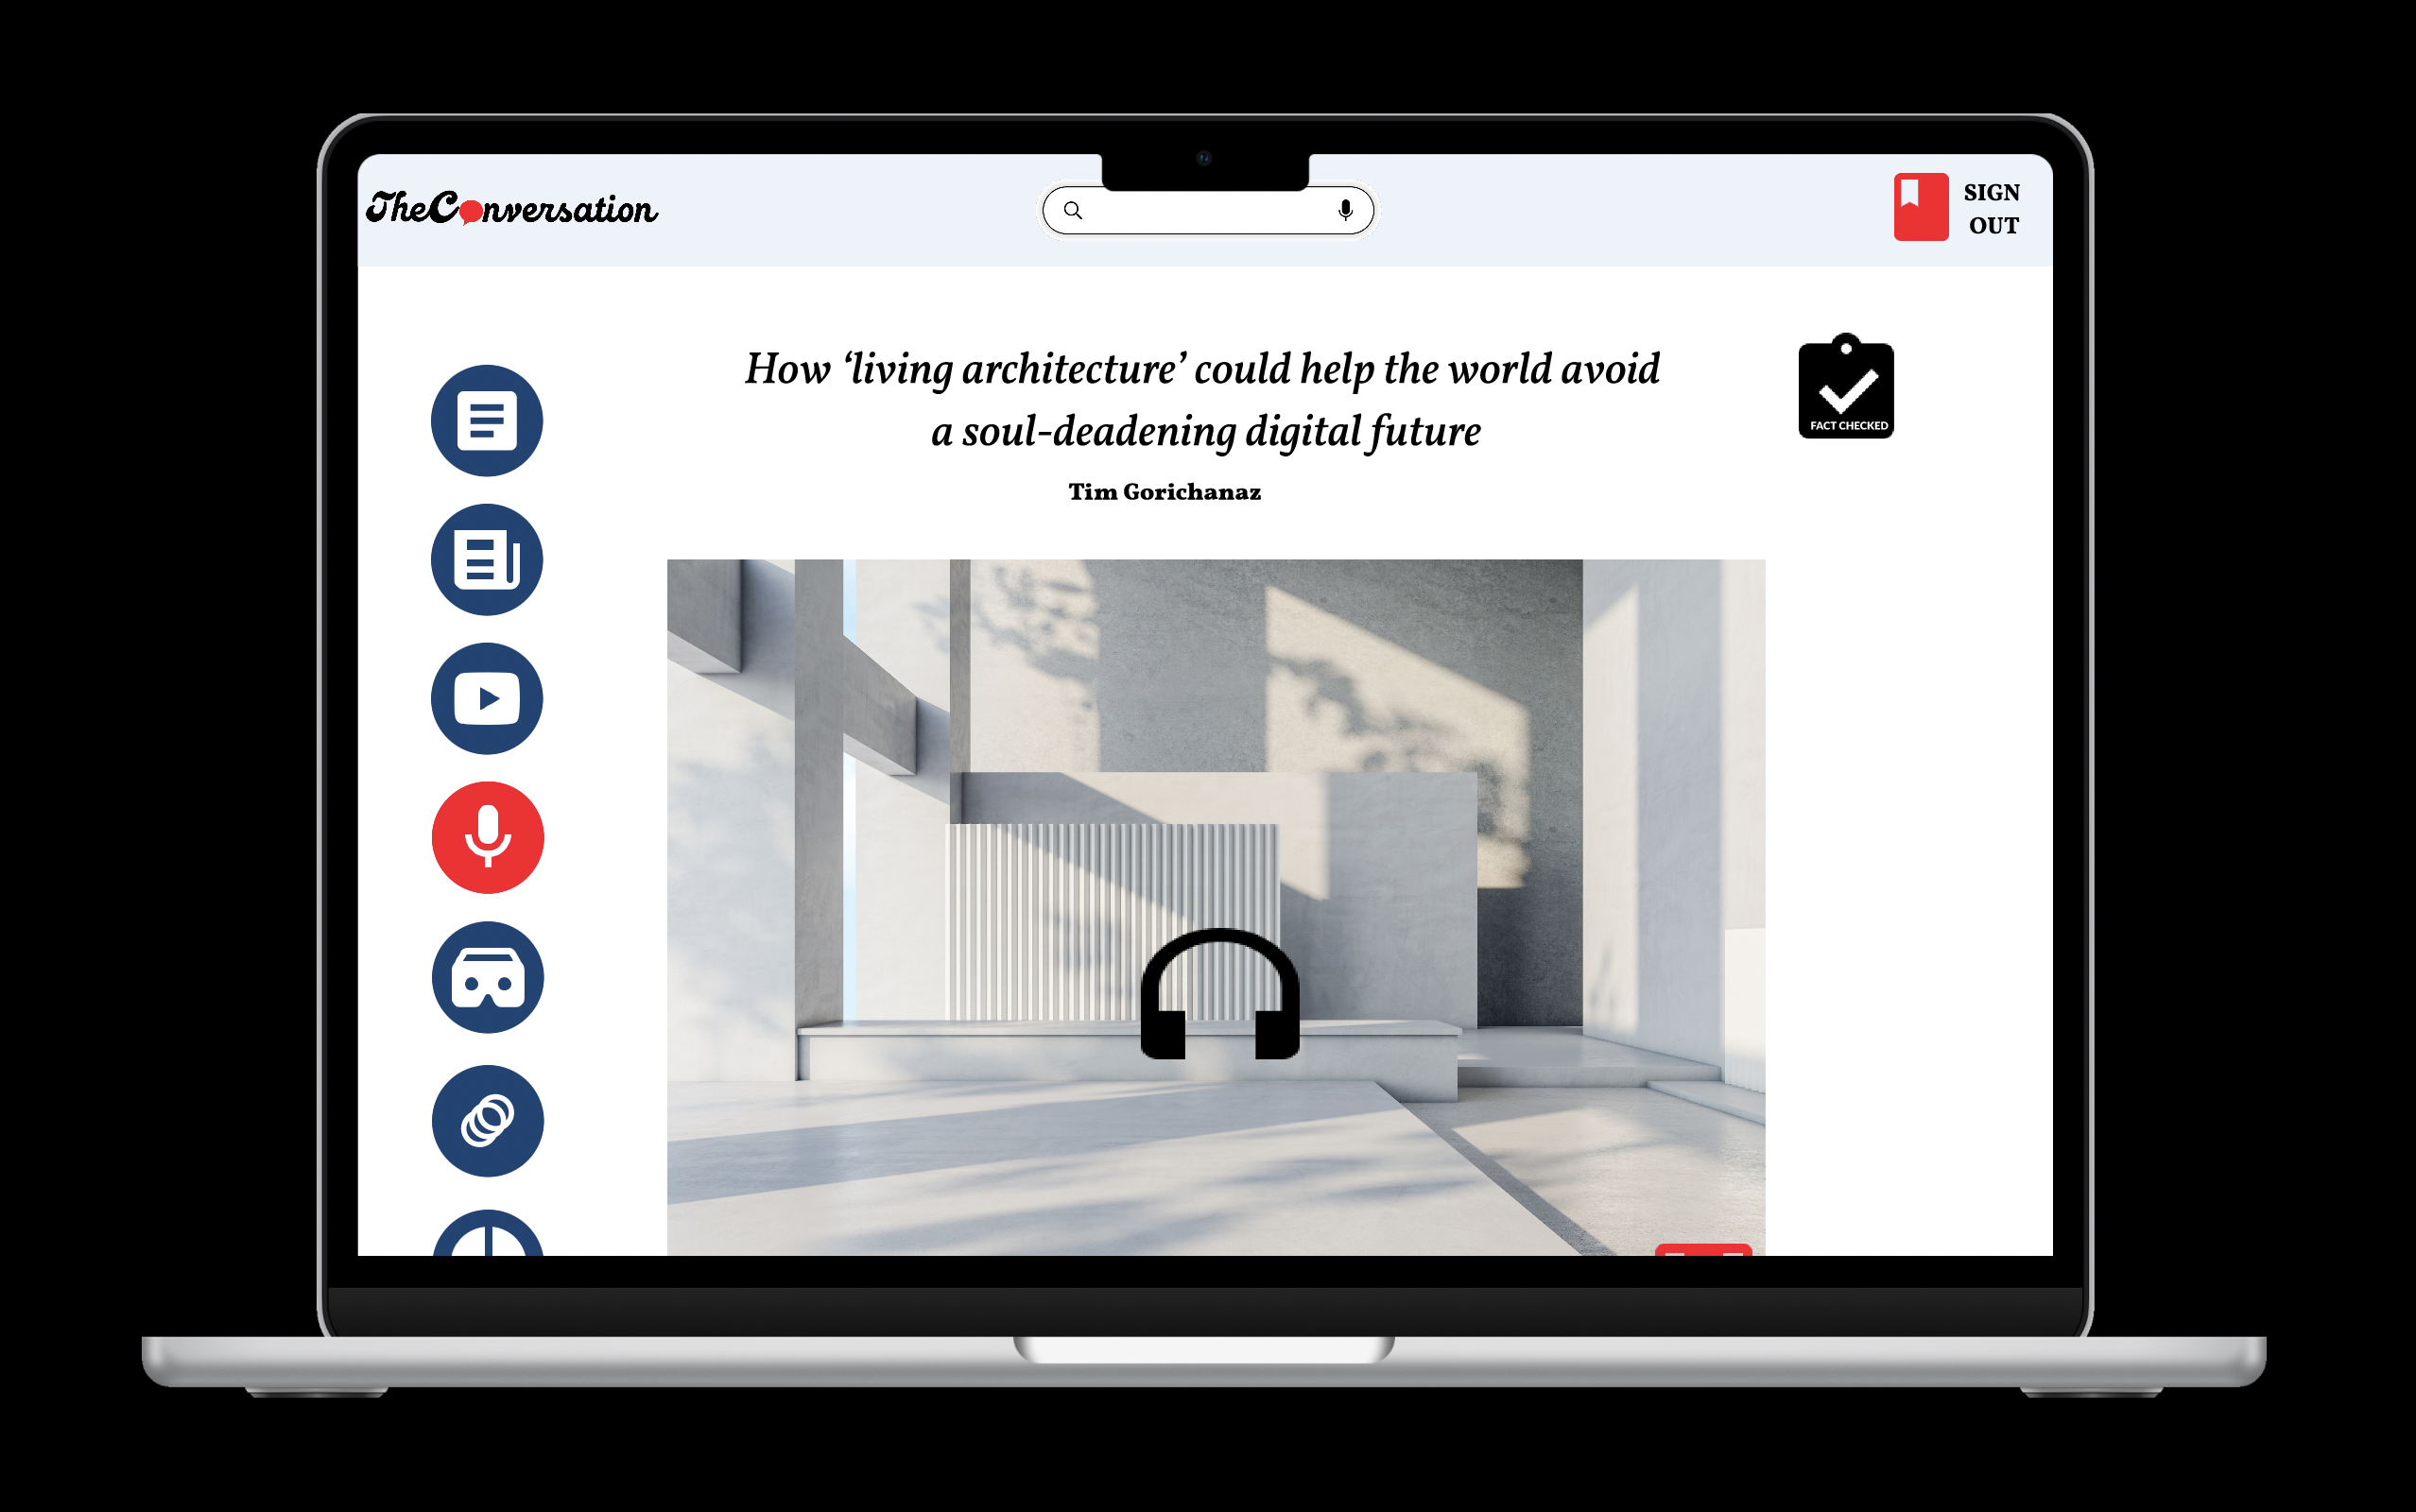 TheConversation
SIGN
OUT
How ‘living architecture’ could help the world avoid
a soul-deadening digital future
Tim Gorichanaz
FACT CHECKED